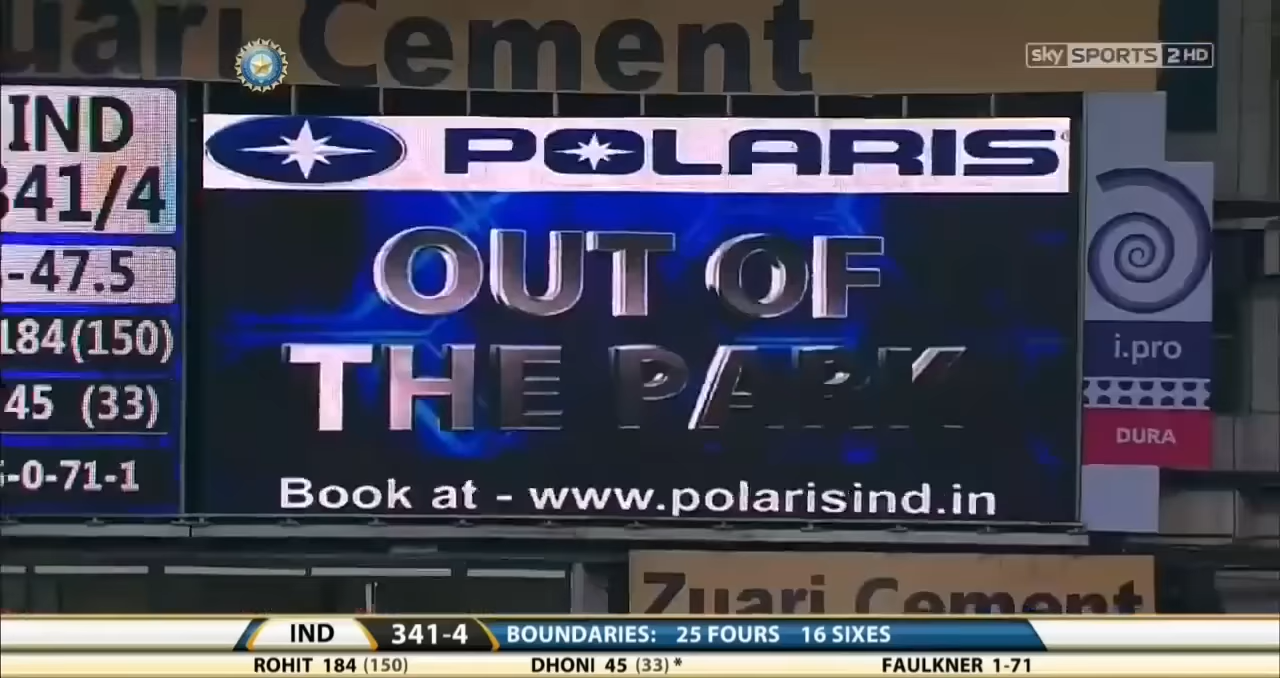 uari Cement
sky SPORTS 2 HD
IND
341/4
-47.5
184(150)
45 (33)
-0-71-1
POLARIS
OUT OF
THE PARK
Book at - www.polarisind.in
i.pro
DURA
Zuari Cement
IND 341-4 BOUNDARIES: 25 FOURS 16 SIXES
ROHIT 184 (150) DHONI 45 (33)* FAULKNER 1-71